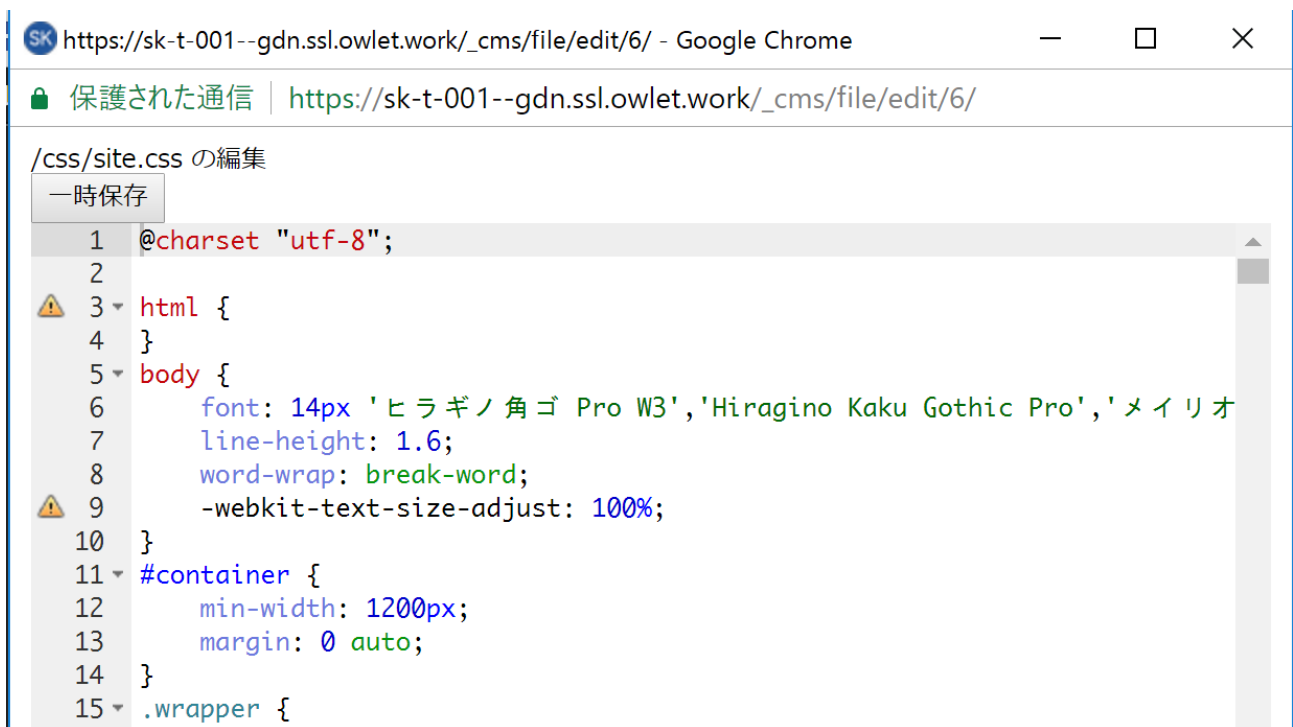 SK https://sk-t-001--gdn.ssl.owlet.work/_cms/file/edit/6/ - Google Chrome
保護された通信 https://sk-t-001--gdn.ssl.owlet.work/_cms/file/edit/6/
/css/site.css の編集
一時保存
1 @charset "utf-8";
2
3 html {
4 }
5 body {
6 font: 14px 'ヒラギノ角ゴ Pro W3','Hiragino Kaku Gothic Pro','メイリオ
7 line-height: 1.6;
8 word-wrap: break-word;
9 -webkit-text-size-adjust: 100%;
10 }
11 #container {
12 min-width: 1200px;
13 margin: 0 auto;
14 }
15 .wrapper {